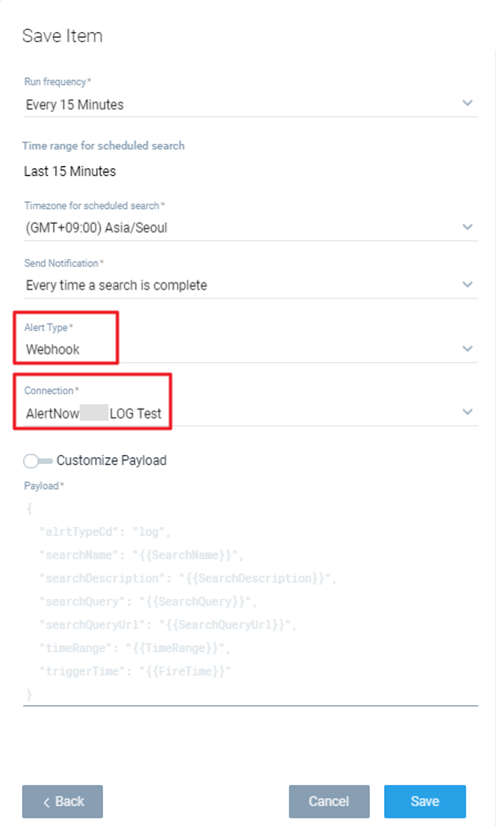 Save Item
Run frequency*
Every 15 Minutes
Time range for scheduled search
Last 15 Minutes
Timezone for scheduled search*
(GMT+09:00) Asia/Seoul
Send Notification*
Every time a search is complete
Alert Type*
Webhook
Connection*
AlertNow LOG Test
Customize Payload
Payload*
{
"alrtTypeCd": "log",
"searchName": "{{SearchName}}",
"searchDescription": "{{SearchDescription}}",
"searchQuery": "{{SearchQuery}}",
"searchQueryUrl": "{{SearchQueryUrl}}",
"timeRange": "{{TimeRange}}",
"triggerTime": "{{FireTime}}"
}
Back Cancel Save